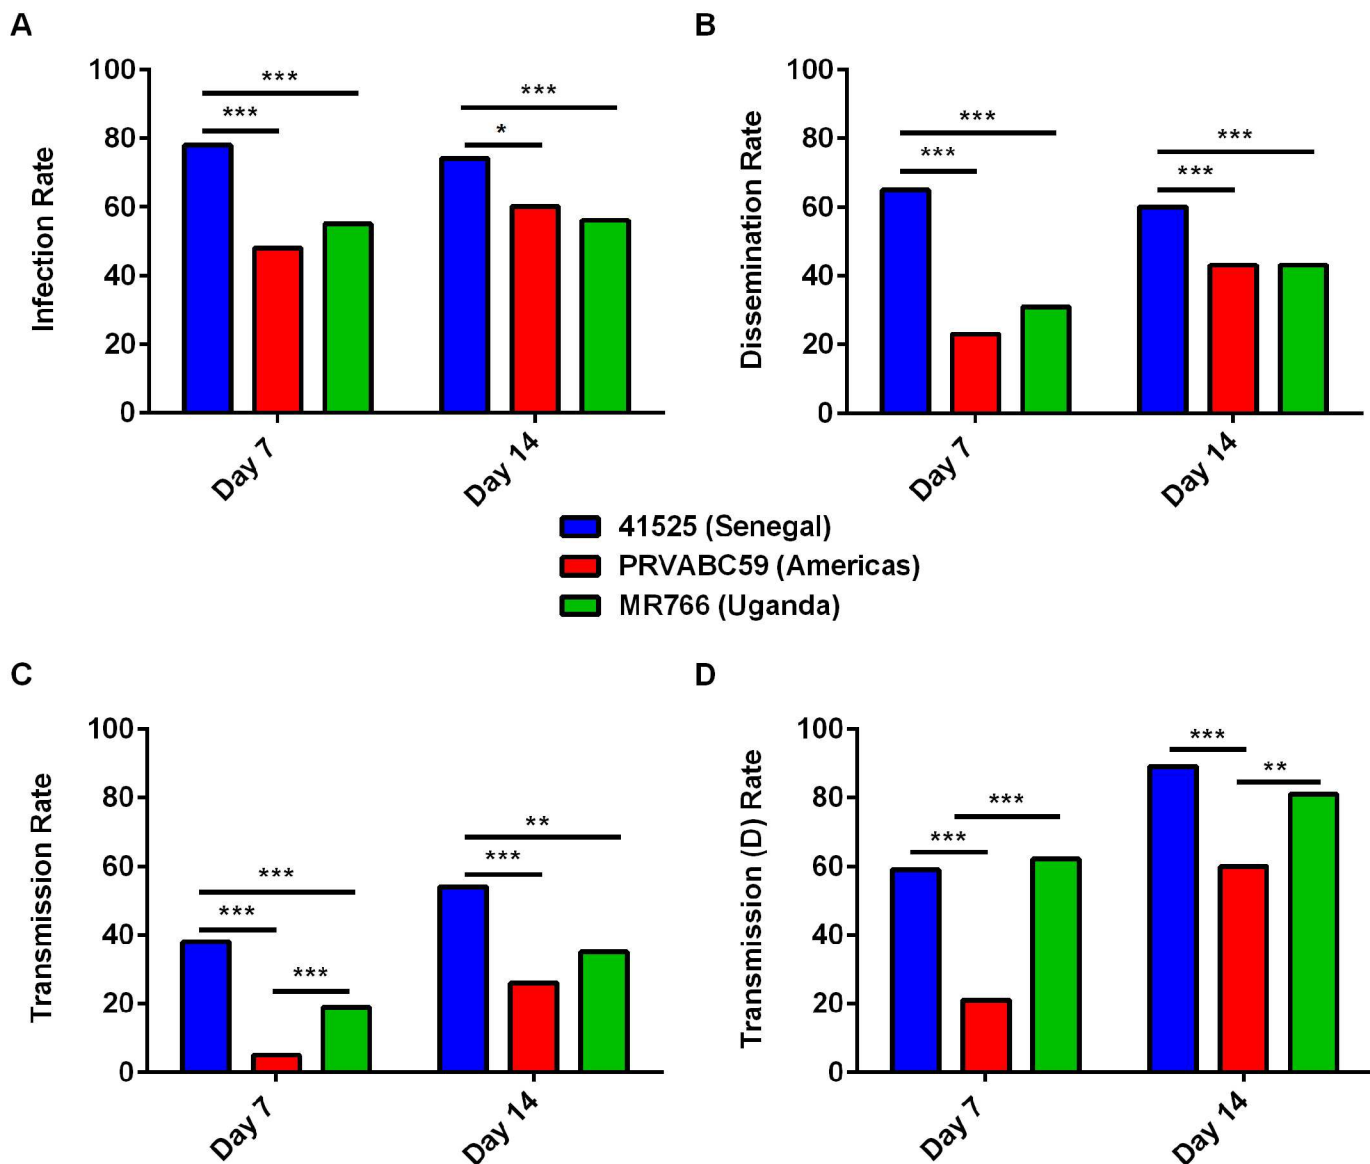 A
Infection Rate
100
80
60
40
20
0
***
***
***
*
Day 7
Day 14
B
Dissemination Rate
100
80
60
40
20
0
***
***
***
***
Day 7
Day 14
41525 (Senegal)
PRVABC59 (Americas)
MR766 (Uganda)
C
Transmission Rate
100
80
60
40
20
0
***
***
***
**
***
Day 7
Day 14
D
Transmission (D) Rate
100
80
60
40
20
0
***
***
***
**
Day 7
Day 14